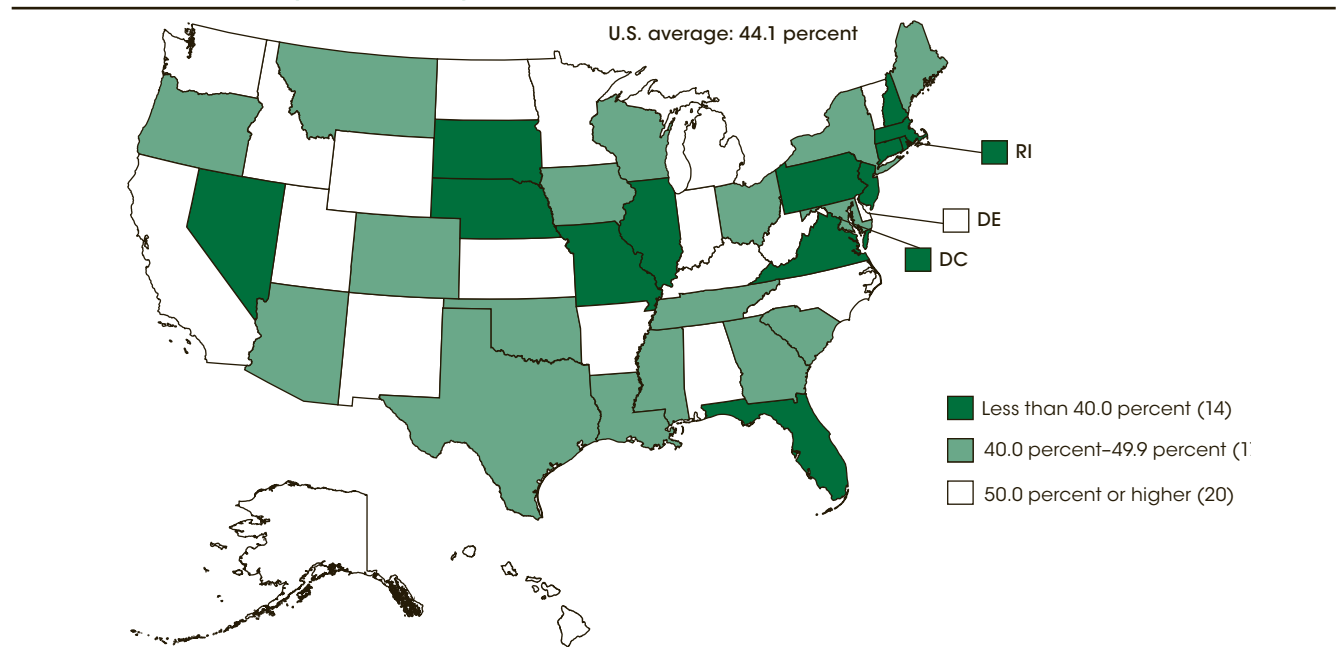 U.S. average: 44.1 percent
RI
DE
DC
Less than 40.0 percent (14)
40.0 percent–49.9 percent
50.0 percent or higher (20)